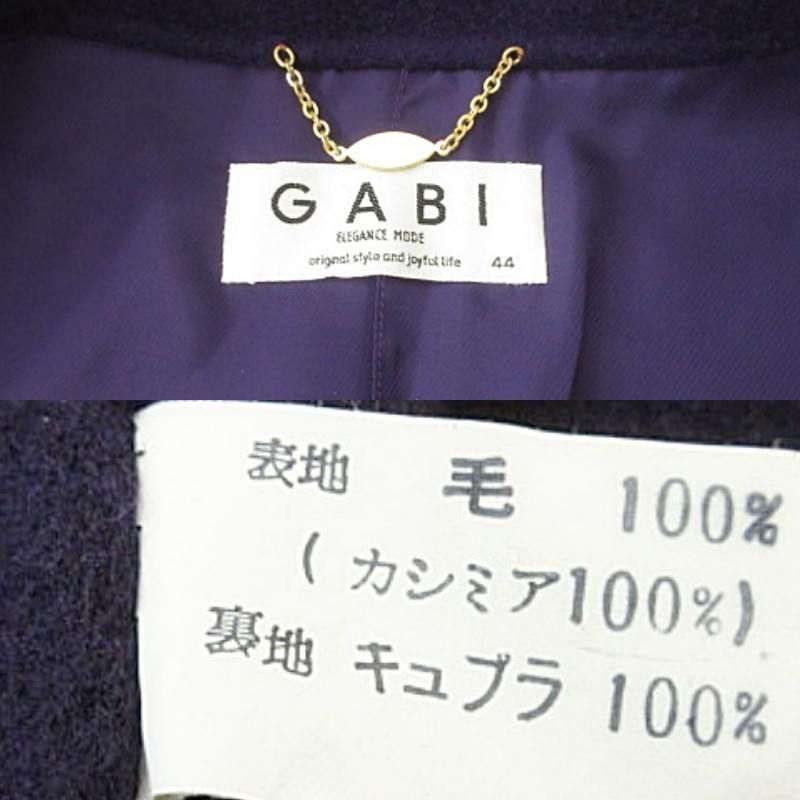 GABI
ELEGANCE MODE
original style and joyful life 44
表地 毛 100%
(カシミア100%)
裏地 キュプラ 100%